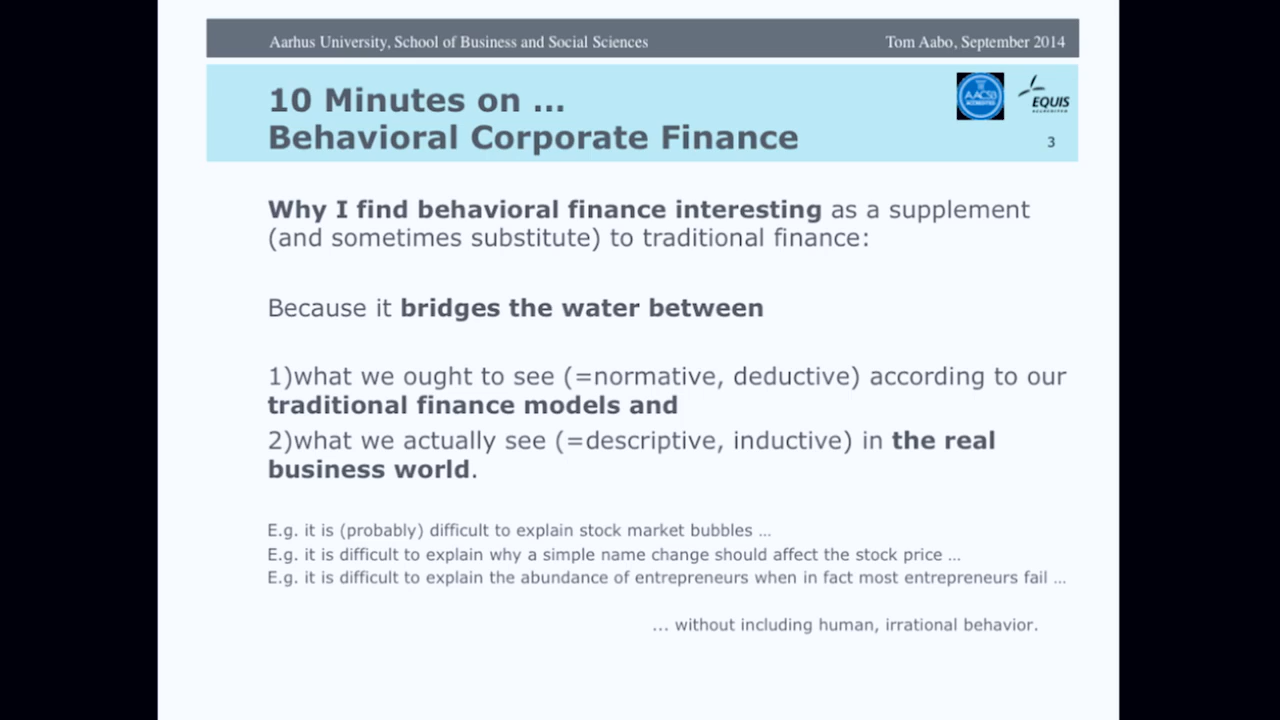 Aarhus University, School of Business and Social Sciences
Tom Aabo, September 2014
10 Minutes on ...
Behavioral Corporate Finance
AACSB
ACCREDITED
EQUIS
ACCREDITED
3
Why I find behavioral finance interesting as a supplement
(and sometimes substitute) to traditional finance:
Because it bridges the water between
1)what we ought to see (=normative, deductive) according to our
traditional finance models and
2)what we actually see (=descriptive, inductive) in the real
business world.
E.g. it is (probably) difficult to explain stock market bubbles ...
E.g. it is difficult to explain why a simple name change should affect the stock price ...
E.g. it is difficult to explain the abundance of entrepreneurs when in fact most entrepreneurs fail ...
... without including human, irrational behavior.